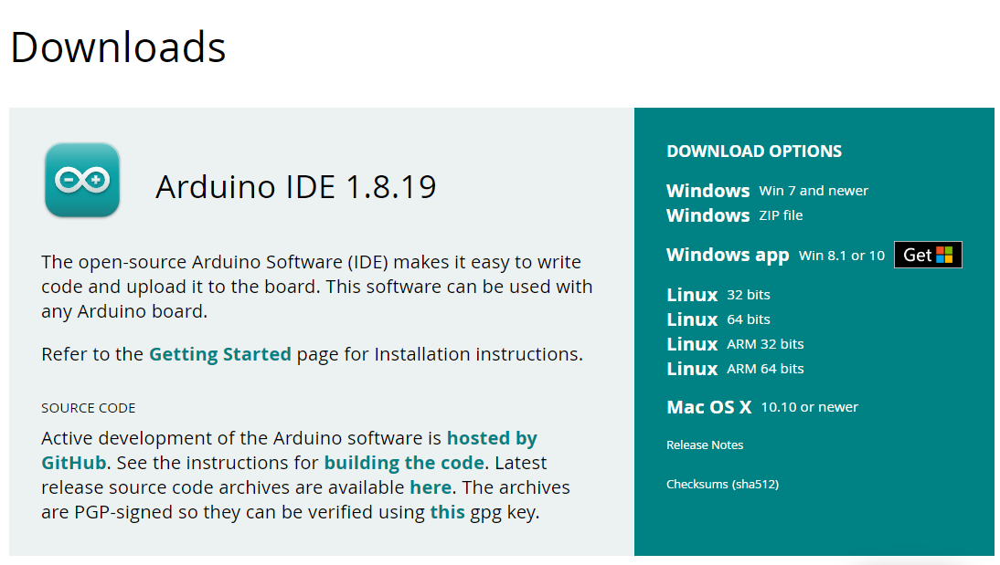 Downloads
Arduino IDE 1.8.19
The open-source Arduino Software (IDE) makes it easy to write
code and upload it to the board. This software can be used with
any Arduino board.
Refer to the Getting Started page for Installation instructions.
SOURCE CODE
Active development of the Arduino software is hosted by
GitHub. See the instructions for building the code. Latest
release source code archives are available here. The archives
are PGP-signed so they can be verified using this gpg key.
DOWNLOAD OPTIONS
Windows Win 7 and newer
Windows ZIP file
Windows app Win 8.1 or 10 Get
Linux 32 bits
Linux 64 bits
Linux ARM 32 bits
Linux ARM 64 bits
Mac OS X 10.10 or newer
Release Notes
Checksums (sha512)